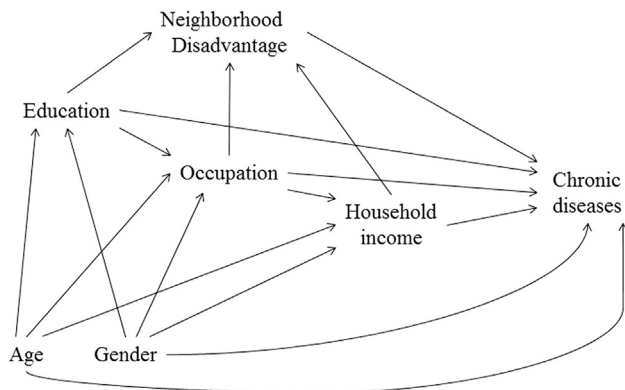 Neighborhood
Disadvantage
Education
Occupation
Chronic
diseases
Household
income
Age
Gender